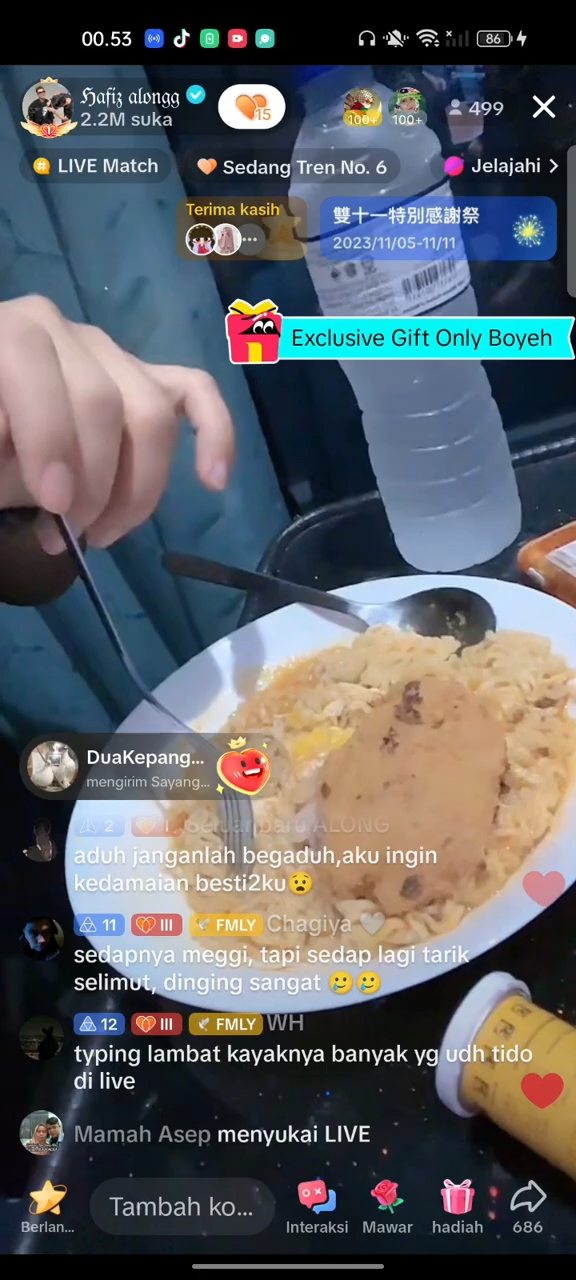 00.53
86
Hafiz alongg
2.2M suka
15
100+
100+
499
LIVE Match
Sedang Tren No. 6
Jelajahi
Terima kasih
雙十一特別感謝祭
2023/11/05-11/11
Exclusive Gift Only Boyeh
DuaKepang...
mengirim Sayang...
2
ALONG
aduh janganlah begaduh,aku ingin
kedamaian besti2ku😧
11 III FMLY Chagiya 🤍
sedapnya meggi, tapi sedap lagi tarik
selimut, dinging sangat 🥲🥲
12 III FMLY WH
typing lambat kayaknya banyak yg udh tido
di live
Mamah Asep menyukai LIVE
Berlan...
Tambah ko...
Interaksi
Mawar
hadiah
686